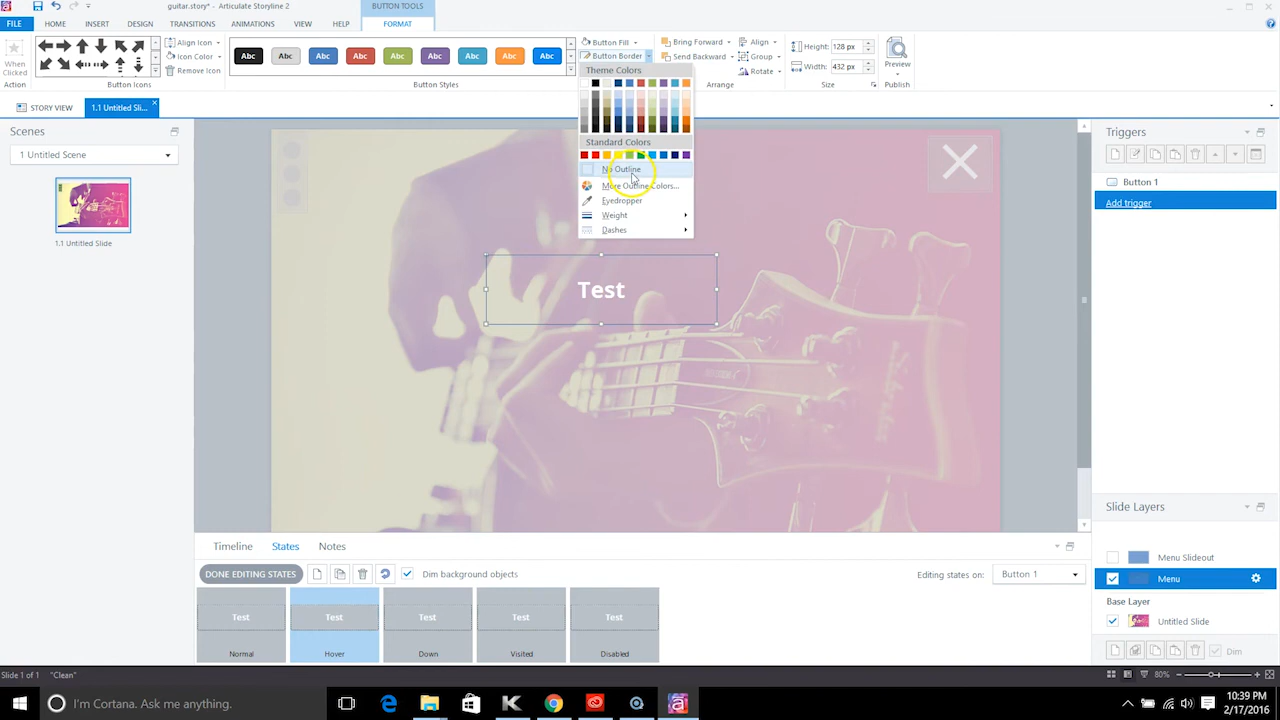 guitar.story* - Articulate Storyline 2
BUTTON TOOLS
FILE
HOME
INSERT
DESIGN
TRANSITIONS
ANIMATIONS
VIEW
HELP
FORMAT
When
Clicked
Action
Align Icon
Icon Color
Remove Icon
Button Icons
Abc
Abc
Abc
Abc
Abc
Abc
Abc
Abc
Abc
Button Styles
Button Fill
Button Border
Bring Forward
Send Backward
Align
Group
Rotate
Arrange
Height:
128 px
Width:
432 px
Size
Preview
Publish
Theme Colors
Standard Colors
No Outline
More Outline Colors...
Eyedropper
Weight
Dashes
STORY VIEW
1.1 Untitled Sli...
Scenes
1 Untitled Scene
1.1 Untitled Slide
Test
Triggers
Button 1
Add trigger
Slide Layers
Menu Slideout
Menu
Base Layer
Untitled Slide
Dim
Timeline
States
Notes
DONE EDITING STATES
Dim background objects
Editing states on:
Button 1
Test
Test
Test
Test
Test
Normal
Hover
Down
Visited
Disabled
Slide 1 of 1
"Clean"
80%
I'm Cortana. Ask me anything.
10:39 PM
2/17/2016